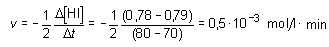 v = − 1/2 Δ[HI]/Δt = − 1/2 (0,78 − 0,79)/(80 − 70) = 0,5 · 10⁻³ mol/l · min